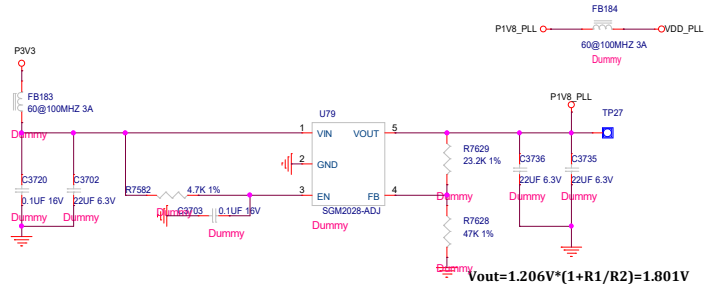 FB184
P1V8_PLL
VDD_PLL
60@100MHZ 3A
Dummy
P3V3
FB183
60@100MHZ 3A
Dummy
P1V8_PLL
TP27
U79
Dummy
1
VIN
VOUT
5
2
GND
3
EN
FB
4
SGM2028-ADJ
Dummy
R7629
23.2K 1%
Dummy
C3736
22UF 6.3V
Dummy
C3735
22UF 6.3V
Dummy
C3720
0.1UF 16V
Dummy
C3702
22UF 6.3V
Dummy
R7582
4.7K 1%
Dummy
C3703
0.1UF 16V
Dummy
R7628
47K 1%
Dummy
Vout=1.206V*(1+R1/R2)=1.801V